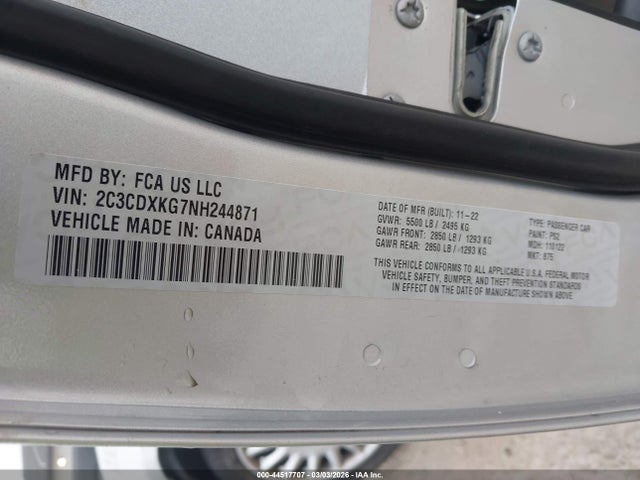 MFD BY: FCA US LLC
VIN: 2C3CDXKG7NH244871
VEHICLE MADE IN: CANADA
DATE OF MFR (BUILT): 11-22
GVWR: 5500 LB / 2495 KG
GAWR FRONT: 2850 LB / 1293 KG
GAWR REAR: 2850 LB / 1293 KG
TYPE: PASSENGER CAR
PAINT: PS2
MDH: 110122
MKT: 875
THIS VEHICLE CONFORMS TO ALL APPLICABLE U.S.A. FEDERAL MOTOR
VEHICLE SAFETY, BUMPER, AND THEFT PREVENTION STANDARDS
IN EFFECT ON THE DATE OF MANUFACTURE SHOWN ABOVE.
000-44517707 - 03/03/2026 - COPART